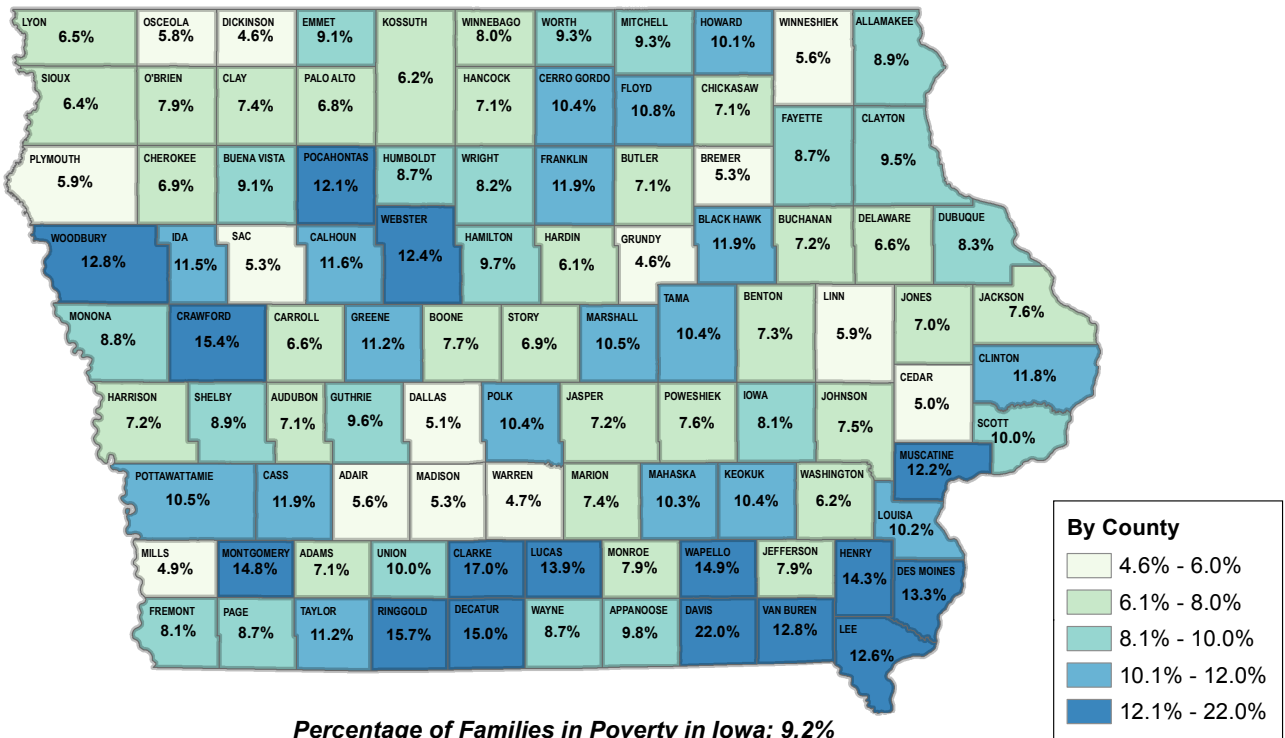 LYON
6.5%
OSCEOLA
5.8%
DICKINSON
4.6%
EMMET
9.1%
KOSSUTH
6.2%
WINNEBAGO
8.0%
WORTH
9.3%
MITCHELL
9.3%
HOWARD
10.1%
WINNESHIEK
5.6%
ALLAMAKEE
8.9%
SIOUX
6.4%
O'BRIEN
7.9%
CLAY
7.4%
PALO ALTO
6.8%
HANCOCK
7.1%
CERRO GORDO
10.4%
FLOYD
10.8%
CHICKASAW
7.1%
FAYETTE
8.7%
CLAYTON
9.5%
PLYMOUTH
5.9%
CHEROKEE
6.9%
BUENA VISTA
9.1%
POCAHONTAS
12.1%
HUMBOLDT
8.7%
WRIGHT
8.2%
FRANKLIN
11.9%
BUTLER
7.1%
BREMER
5.3%
WOODBURY
12.8%
IDA
11.5%
SAC
5.3%
CALHOUN
11.6%
WEBSTER
12.4%
HAMILTON
9.7%
HARDIN
6.1%
GRUNDY
4.6%
BLACK HAWK
11.9%
BUCHANAN
7.2%
DELAWARE
6.6%
DUBUQUE
8.3%
MONONA
8.8%
CRAWFORD
15.4%
CARROLL
6.6%
GREENE
11.2%
BOONE
7.7%
STORY
6.9%
MARSHALL
10.5%
TAMA
10.4%
BENTON
7.3%
LINN
5.9%
JONES
7.0%
JACKSON
7.6%
CLINTON
11.8%
HARRISON
7.2%
SHELBY
8.9%
AUDUBON
7.1%
GUTHRIE
9.6%
DALLAS
5.1%
POLK
10.4%
JASPER
7.2%
POWESHIEK
7.6%
IOWA
8.1%
JOHNSON
7.5%
CEDAR
5.0%
SCOTT
10.0%
POTTAWATTAMIE
10.5%
CASS
11.9%
ADAIR
5.6%
MADISON
5.3%
WARREN
4.7%
MARION
7.4%
MAHASKA
10.3%
KEOKUK
10.4%
WASHINGTON
6.2%
MUSCATINE
12.2%
LOUISA
10.2%
MILLS
4.9%
MONTGOMERY
14.8%
ADAMS
7.1%
UNION
10.0%
CLARKE
17.0%
LUCAS
13.9%
MONROE
7.9%
WAPELLO
14.9%
JEFFERSON
7.9%
HENRY
14.3%
DES MOINES
13.3%
FREMONT
8.1%
PAGE
8.7%
TAYLOR
11.2%
RINGGOLD
15.7%
DECATUR
15.0%
WAYNE
8.7%
APPANOOSE
9.8%
DAVIS
22.0%
VAN BUREN
12.8%
LEE
12.6%
By County
4.6% - 6.0%
6.1% - 8.0%
8.1% - 10.0%
10.1% - 12.0%
12.1% - 22.0%
Percentage of Families in Poverty in Iowa: 9.2%